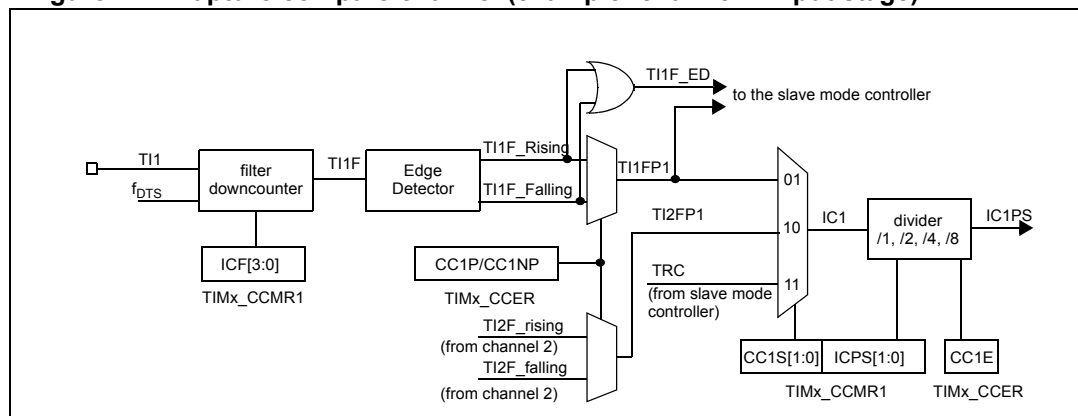 TI1F_ED
to the slave mode controller
TI1
f_DTS
filter
downcounter
TI1F
Edge
Detector
TI1F_Rising
TI1F_Falling
TI1FP1
TI2FP1
01
10
11
IC1
divider
/1, /2, /4, /8
IC1PS
ICF[3:0]
TIMx_CCMR1
CC1P/CC1NP
TIMx_CCER
TRC
(from slave mode
controller)
TI2F_rising
(from channel 2)
TI2F_falling
(from channel 2)
CC1S[1:0]
ICPS[1:0]
CC1E
TIMx_CCMR1
TIMx_CCER